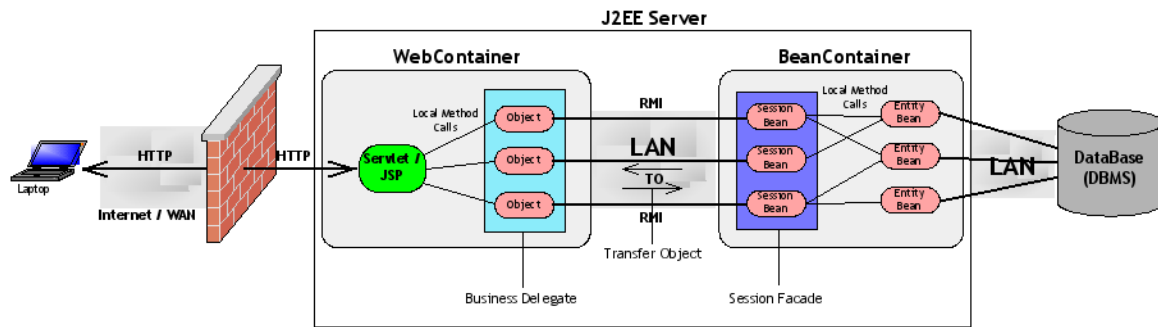 J2EE Server
WebContainer
BeanContainer
Local Method
Calls
Object
Object
Object
Servlet /
JSP
HTTP
HTTP
Internet / WAN
Laptop
RMI
LAN
TO
RMI
Transfer Object
Business Delegate
Session
Bean
Session
Bean
Session
Bean
Session Facade
Local Method
Calls
Entity
Bean
Entity
Bean
Entity
Bean
LAN
DataBase
(DBMS)